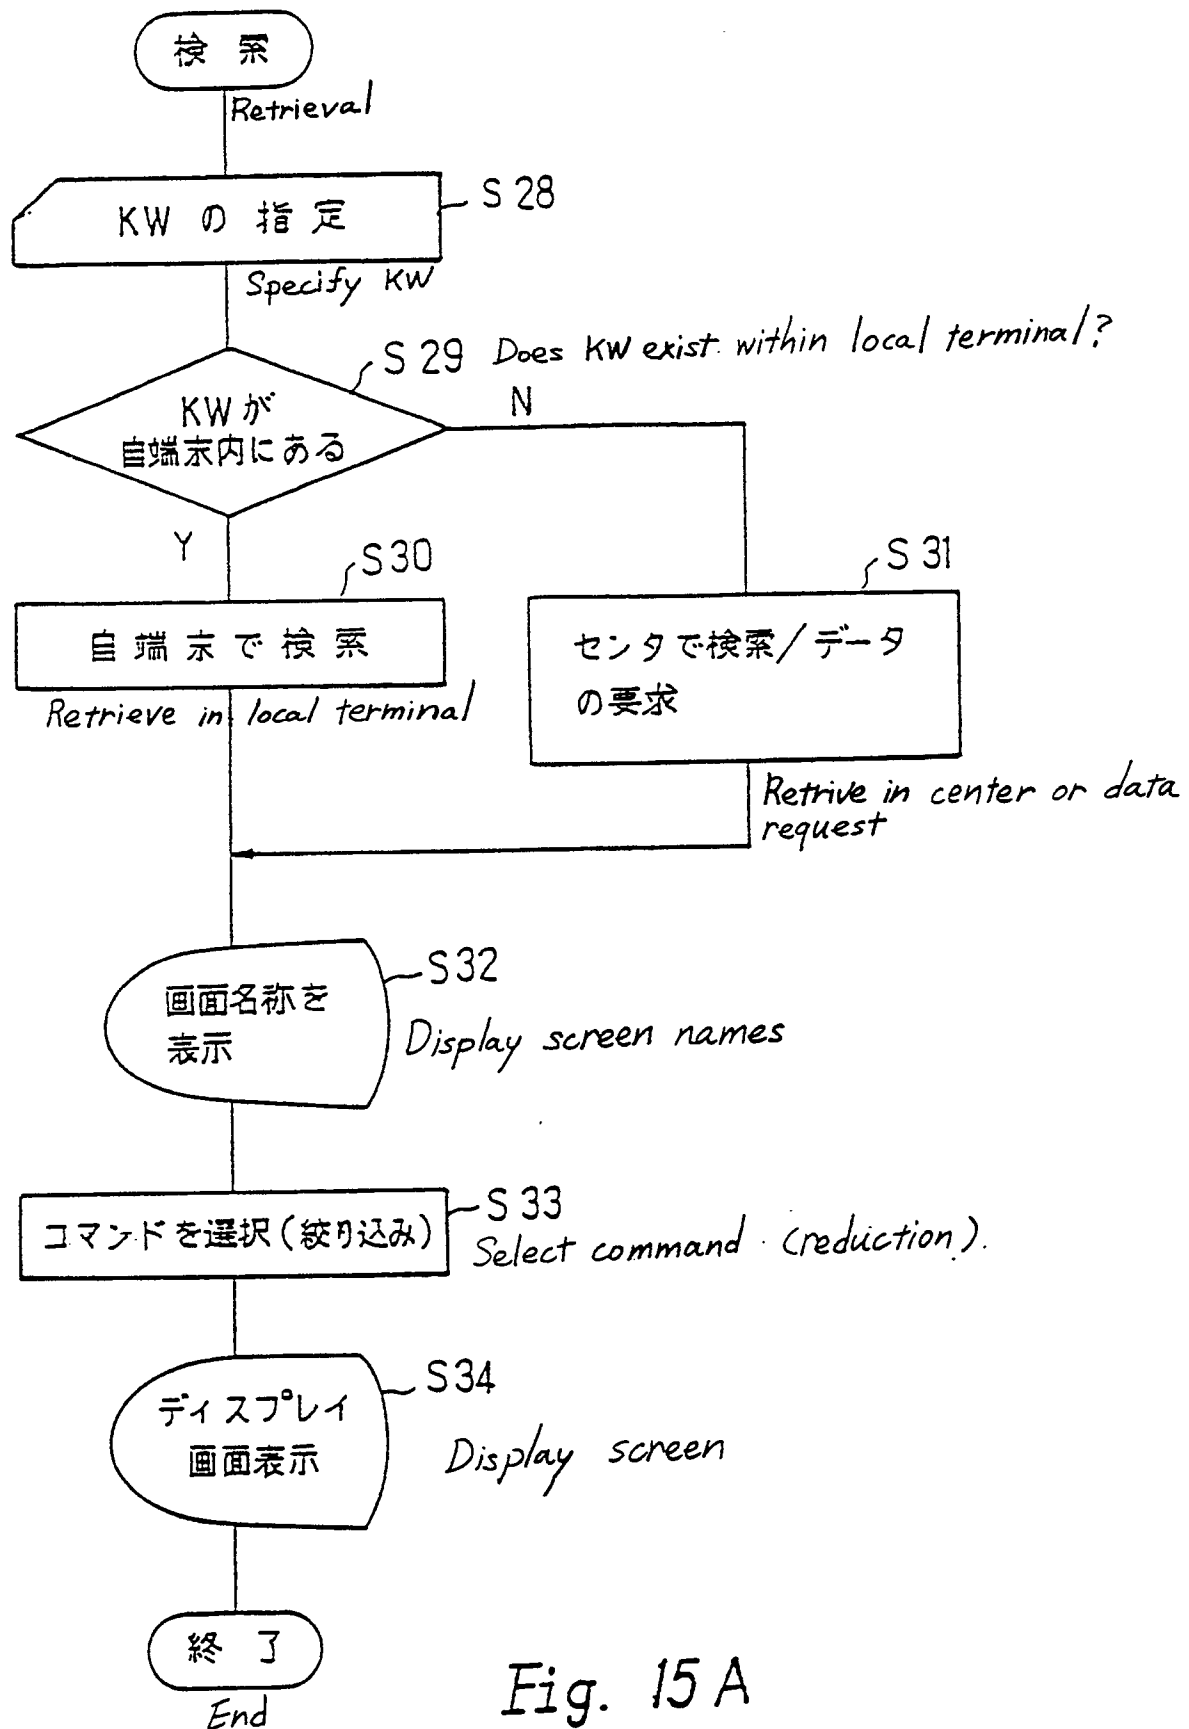 検索
Retrieval
KWの指定
S28
Specify KW
S29 Does KW exist within local terminal?
KWが
自端末内にある
N
Y
S30
S31
自端末で検索
Retrieve in local terminal
センタで検索/データ
の要求
Retrive in center or data
request
画面名称を
表示
S32
Display screen names
コマンドを選択(絞り込み)
S33
Select command (reduction).
ディスプレイ
画面表示
S34
Display screen
終了
End
Fig. 15A